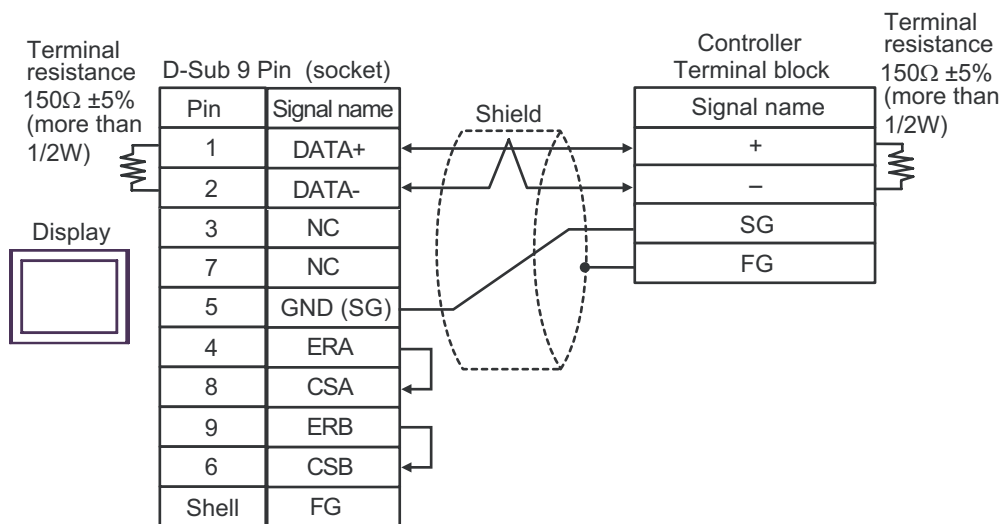 Terminal
resistance
150Ω ±5%
(more than
1/2W)
D-Sub 9 Pin (socket)
Pin Signal name
1 DATA+
2 DATA-
3 NC
7 NC
5 GND (SG)
4 ERA
8 CSA
9 ERB
6 CSB
Shell FG
Display
Shield
Controller
Terminal block
Signal name
+
–
SG
FG
Terminal
resistance
150Ω ±5%
(more than
1/2W)